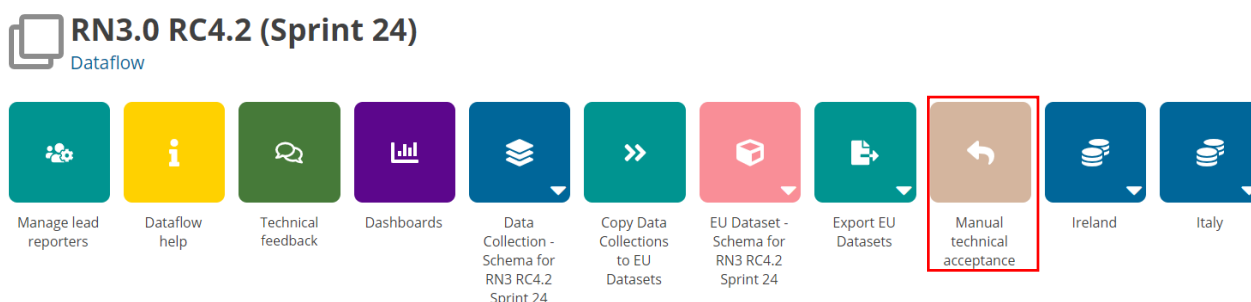 RN3.0 RC4.2 (Sprint 24)
Dataflow
Manage lead
reporters
Dataflow
help
Technical
feedback
Dashboards
Data
Collection -
Schema for
RN3 RC4.2
Sprint 24
Copy Data
Collections
to EU
Datasets
EU Dataset -
Schema for
RN3 RC4.2
Sprint 24
Export EU
Datasets
Manual
technical
acceptance
Ireland
Italy